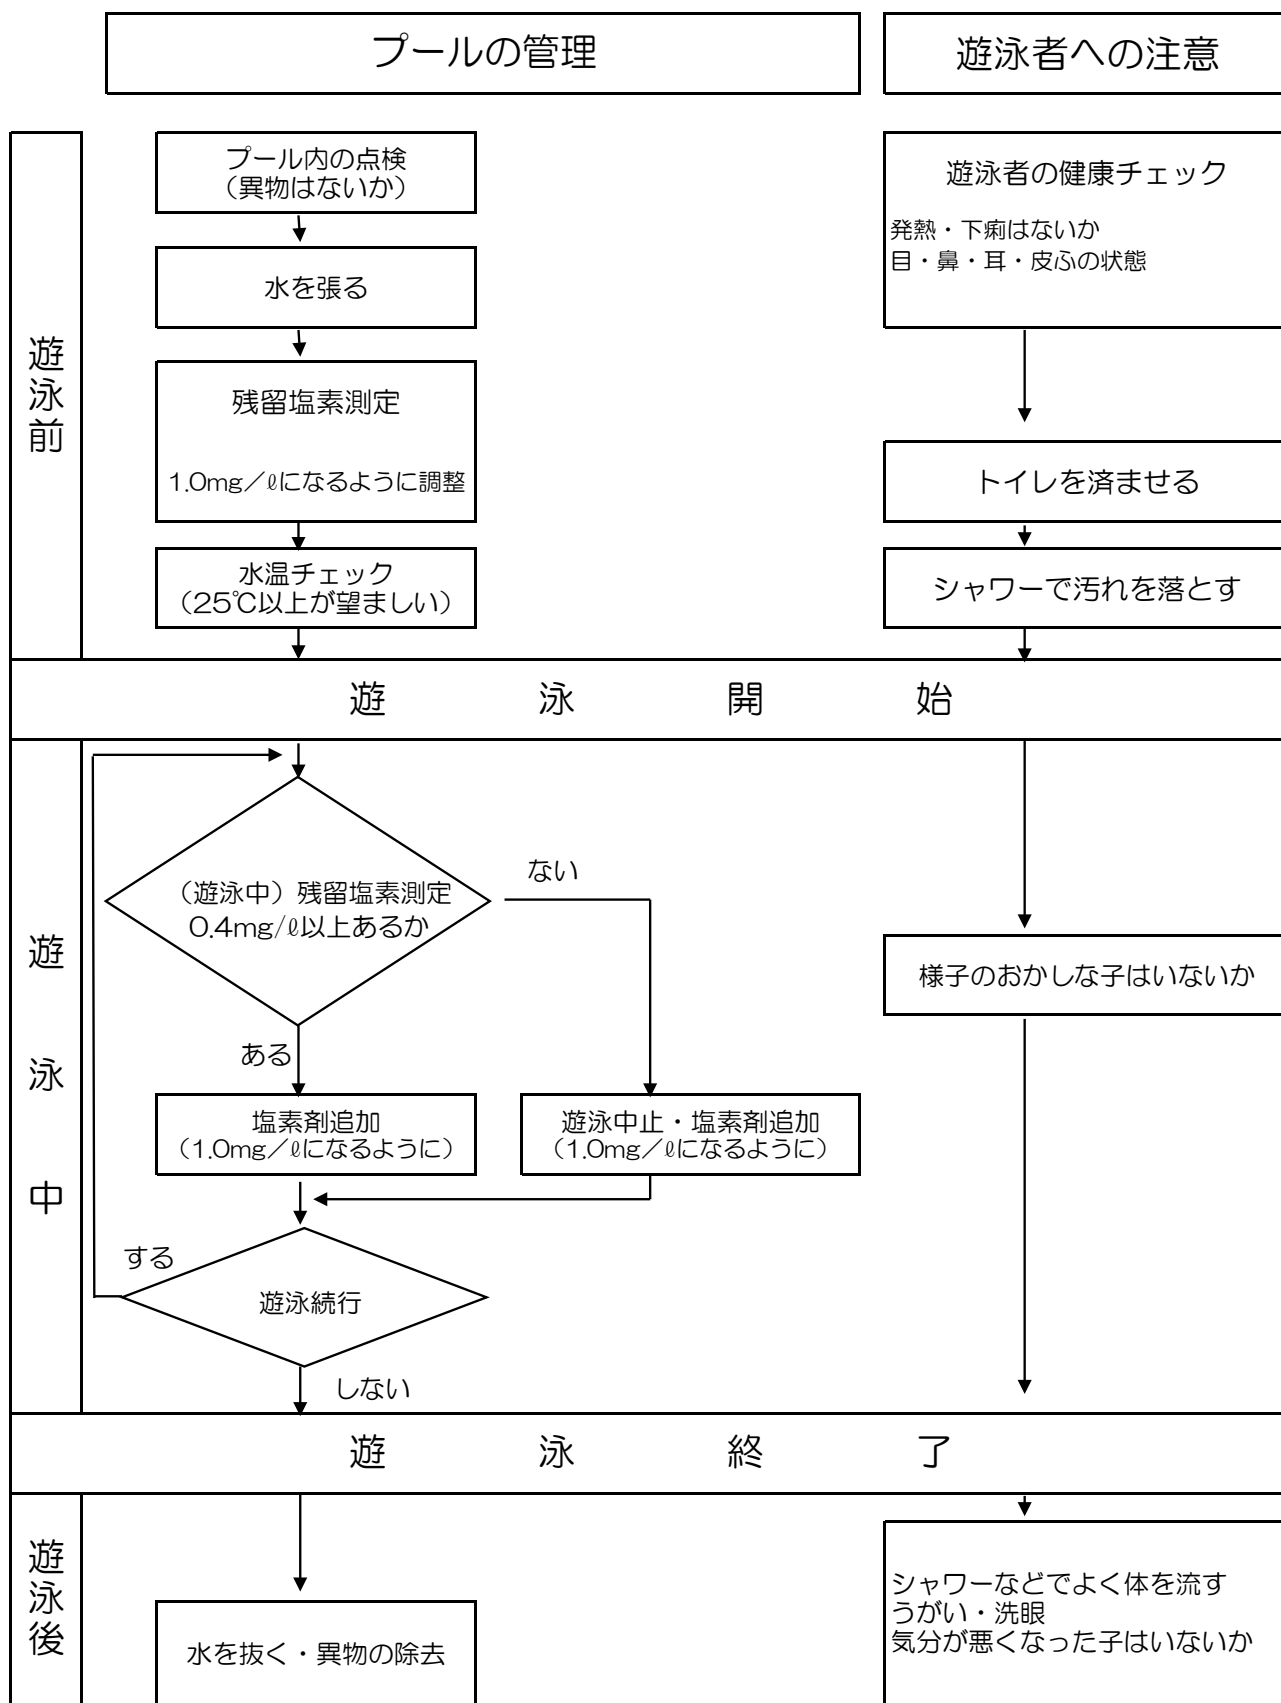 プールの管理
遊泳者への注意
遊泳前
プール内の点検
（異物はないか）
水を張る
残留塩素測定
1.0mg／ℓになるように調整
水温チェック
（25℃以上が望ましい）
遊泳者の健康チェック
発熱・下痢はないか
目・鼻・耳・皮ふの状態
トイレを済ませる
シャワーで汚れを落とす
遊泳開始
遊泳中
（遊泳中）残留塩素測定
0.4mg/ℓ以上あるか
ない
ある
塩素剤追加
（1.0mg／ℓになるように）
遊泳中止・塩素剤追加
（1.0mg／ℓになるように）
する
遊泳続行
しない
様子のおかしな子はいないか
遊泳終了
遊泳後
水を抜く・異物の除去
シャワーなどでよく体を流す
うがい・洗眼
気分が悪くなった子はいないか